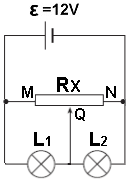 ε=12V
M Rx N
Q
L1 L2